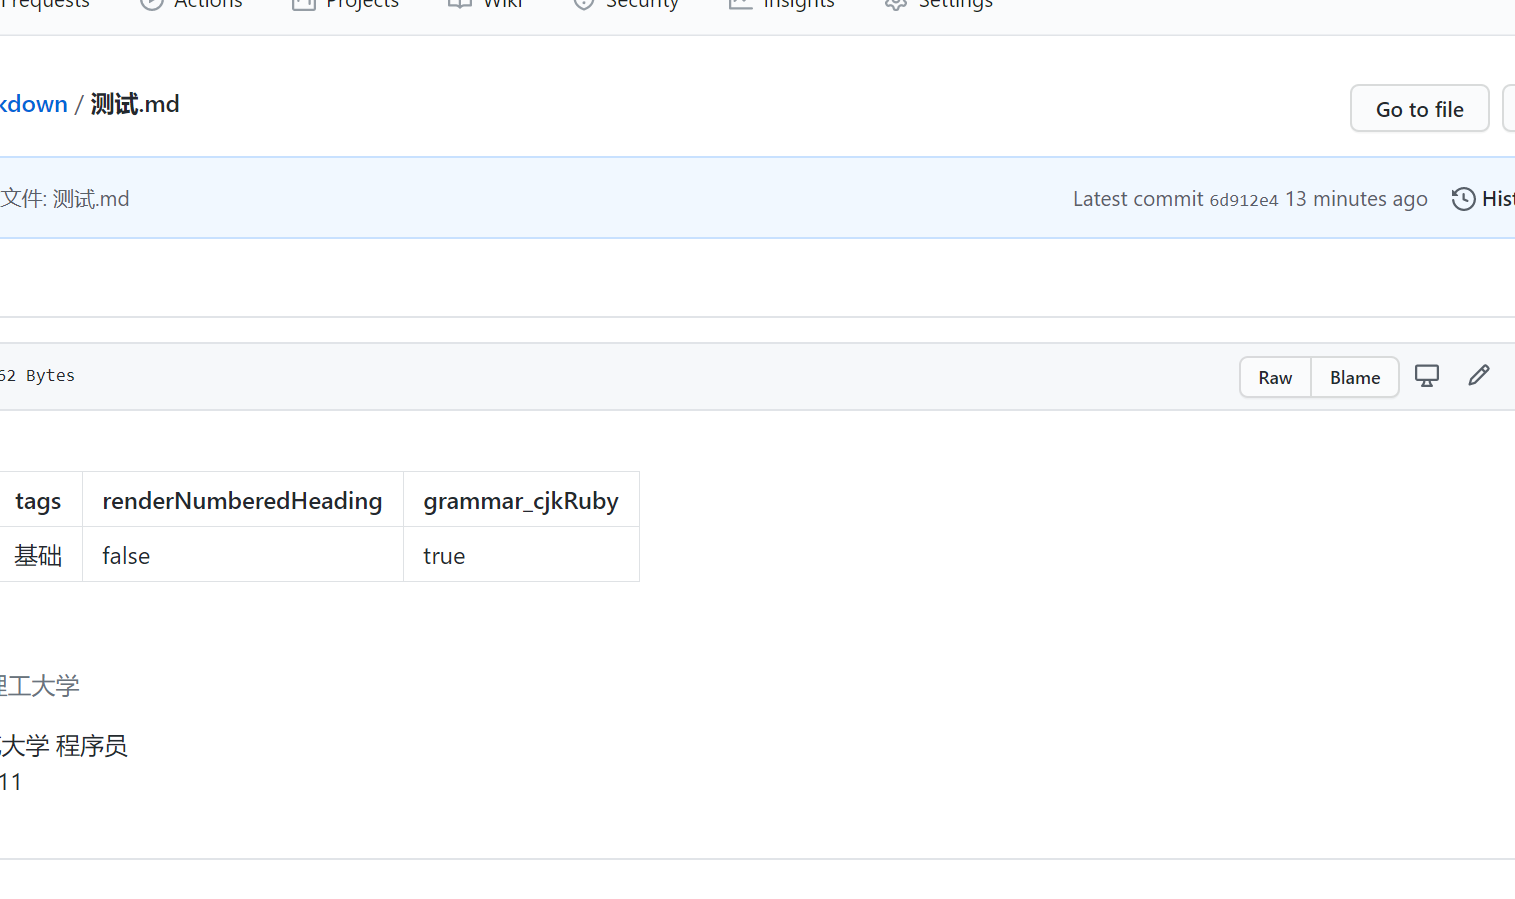 requests Actions Projects Wiki Security Insights Settings
kdown / 测试.md
Go to file
文件: 测试.md Latest commit 6d912e4 13 minutes ago Hist
62 Bytes Raw Blame
tags renderNumberedHeading grammar_cjkRuby
基础 false true
理工大学
大学 程序员
11